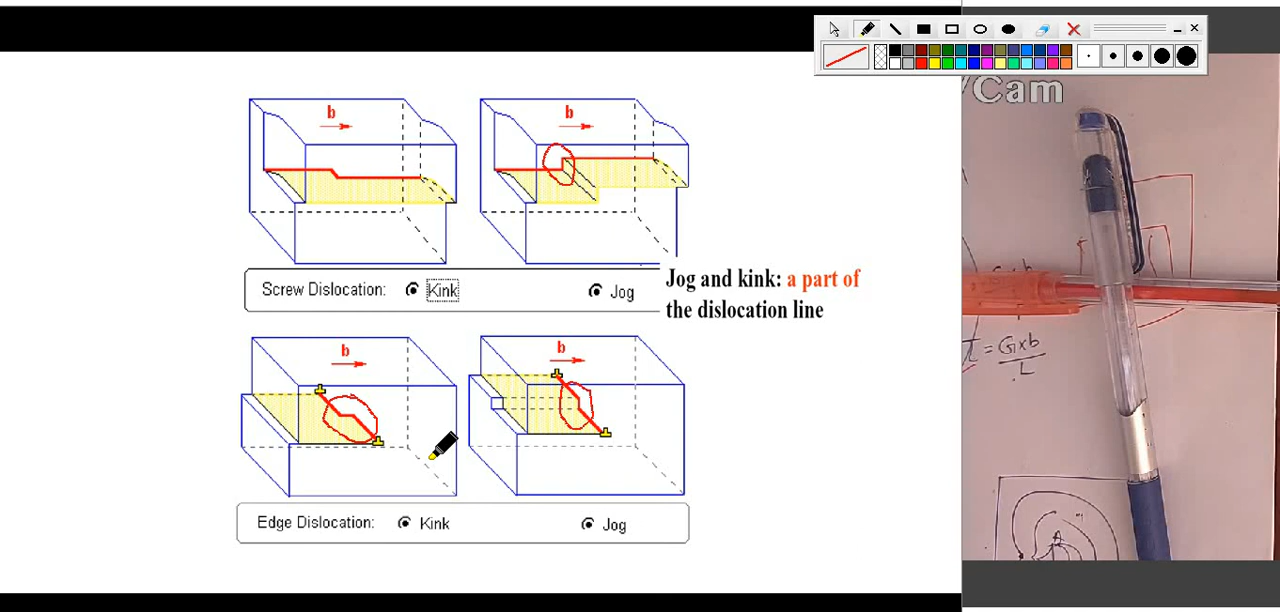 b
b
Screw Dislocation:
Kink
Jog
Jog and kink: a part of
the dislocation line
b
b
Edge Dislocation:
Kink
Jog
Cam
= G x b
L
A